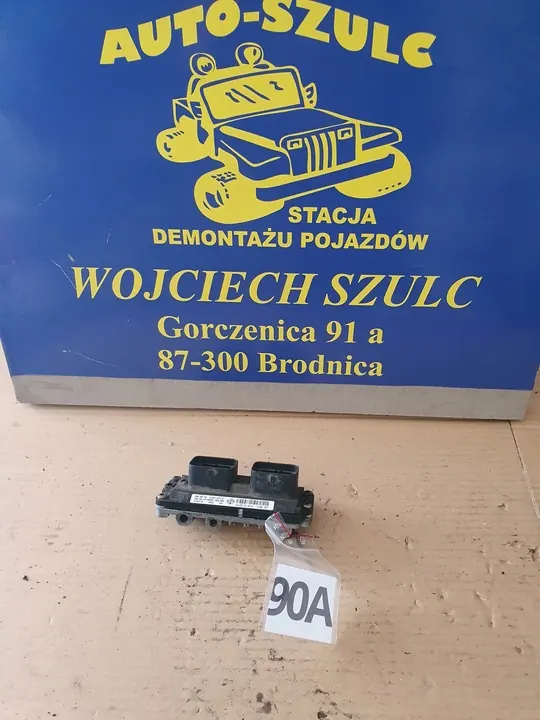 AUTO-SZULC
STACJA
DEMONTAŻU POJAZDÓW
WOJCIECH SZULC
Gorczenica 91 a
87-300 Brodnica
90A